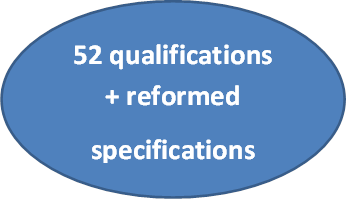 52 qualifications
+ reformed
specifications